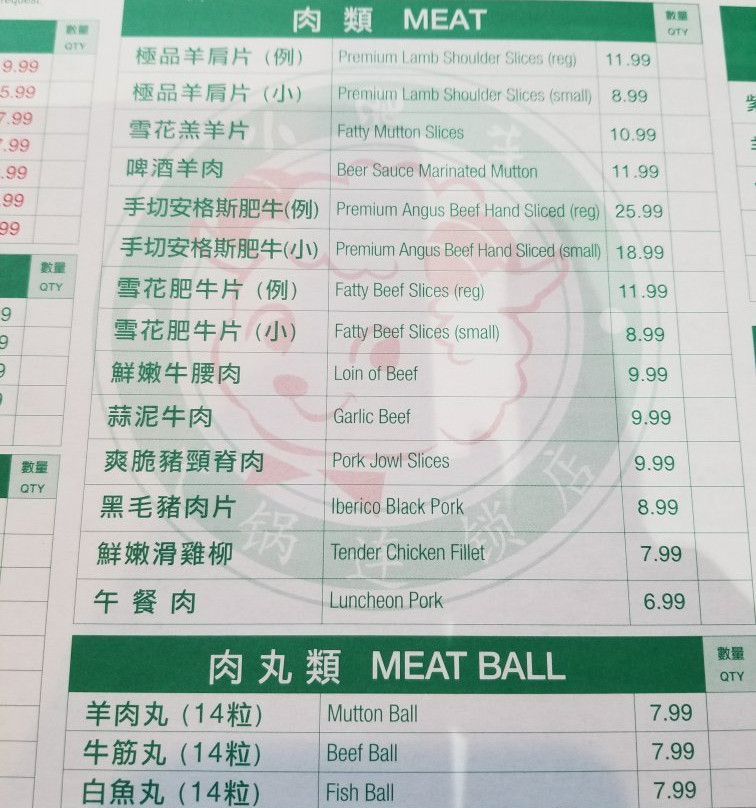 request.
數量
QTY
9.99
5.99
7.99
7.99
.99
.99
99
數量
QTY
9
9
9
數量
QTY
肉 類 MEAT 數量 QTY
極品羊肩片（例） Premium Lamb Shoulder Slices (reg) 11.99
極品羊肩片（小） Premium Lamb Shoulder Slices (small) 8.99
雪花羔羊片 Fatty Mutton Slices 10.99
啤酒羊肉 Beer Sauce Marinated Mutton 11.99
手切安格斯肥牛(例) Premium Angus Beef Hand Sliced (reg) 25.99
手切安格斯肥牛(小) Premium Angus Beef Hand Sliced (small) 18.99
雪花肥牛片（例） Fatty Beef Slices (reg) 11.99
雪花肥牛片（小） Fatty Beef Slices (small) 8.99
鮮嫩牛腰肉 Loin of Beef 9.99
蒜泥牛肉 Garlic Beef 9.99
爽脆豬頸脊肉 Pork Jowl Slices 9.99
黑毛豬肉片 Iberico Black Pork 8.99
鮮嫩滑雞柳 Tender Chicken Fillet 7.99
午 餐 肉 Luncheon Pork 6.99
锅 连 锁 店
肉 丸 類 MEAT BALL 數量 QTY
羊肉丸（14粒） Mutton Ball 7.99
牛筋丸（14粒） Beef Ball 7.99
白魚丸（14粒） Fish Ball 7.99